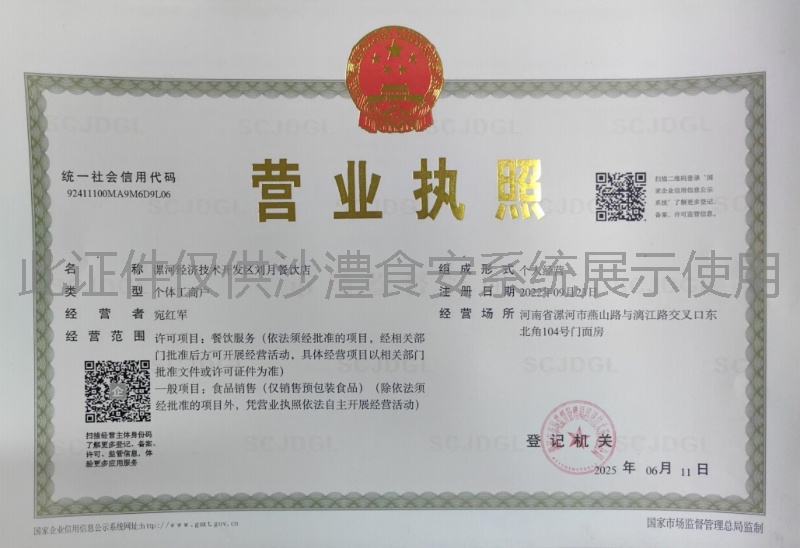 统一社会信用代码
92411100MA9M6D9L06
营业执照
扫描二维码登录“国
家企业信用信息公示
系统”了解更多登记、
备案、许可监管信息。
此证件仅供沙澧食安系统展示使用
名 称 漯河经济技术开发区刘月餐饮店
类 型 个体工商户
经 营 者 宛红军
经 营 范 围 许可项目：餐饮服务（依法须经批准的项目，经相关部
门批准后方可开展经营活动，具体经营项目以相关部门
批准文件或许可证件为准）
一般项目：食品销售（仅销售预包装食品）（除依法须
经批准的项目外，凭营业执照依法自主开展经营活动）
组 成 形 式 个人经营
注 册 日 期 2022年09月23日
经 营 场 所 河南省漯河市燕山路与漓江路交叉口东
北角104号门面房
扫描经营主体身份码
了解更多登记、备案、
许可、监管信息，体
验更多应用服务
登记机关
2025 年 06月 11日
国家企业信用信息公示系统网址:http://www.gsxt.gov.cn
国家市场监督管理总局监制